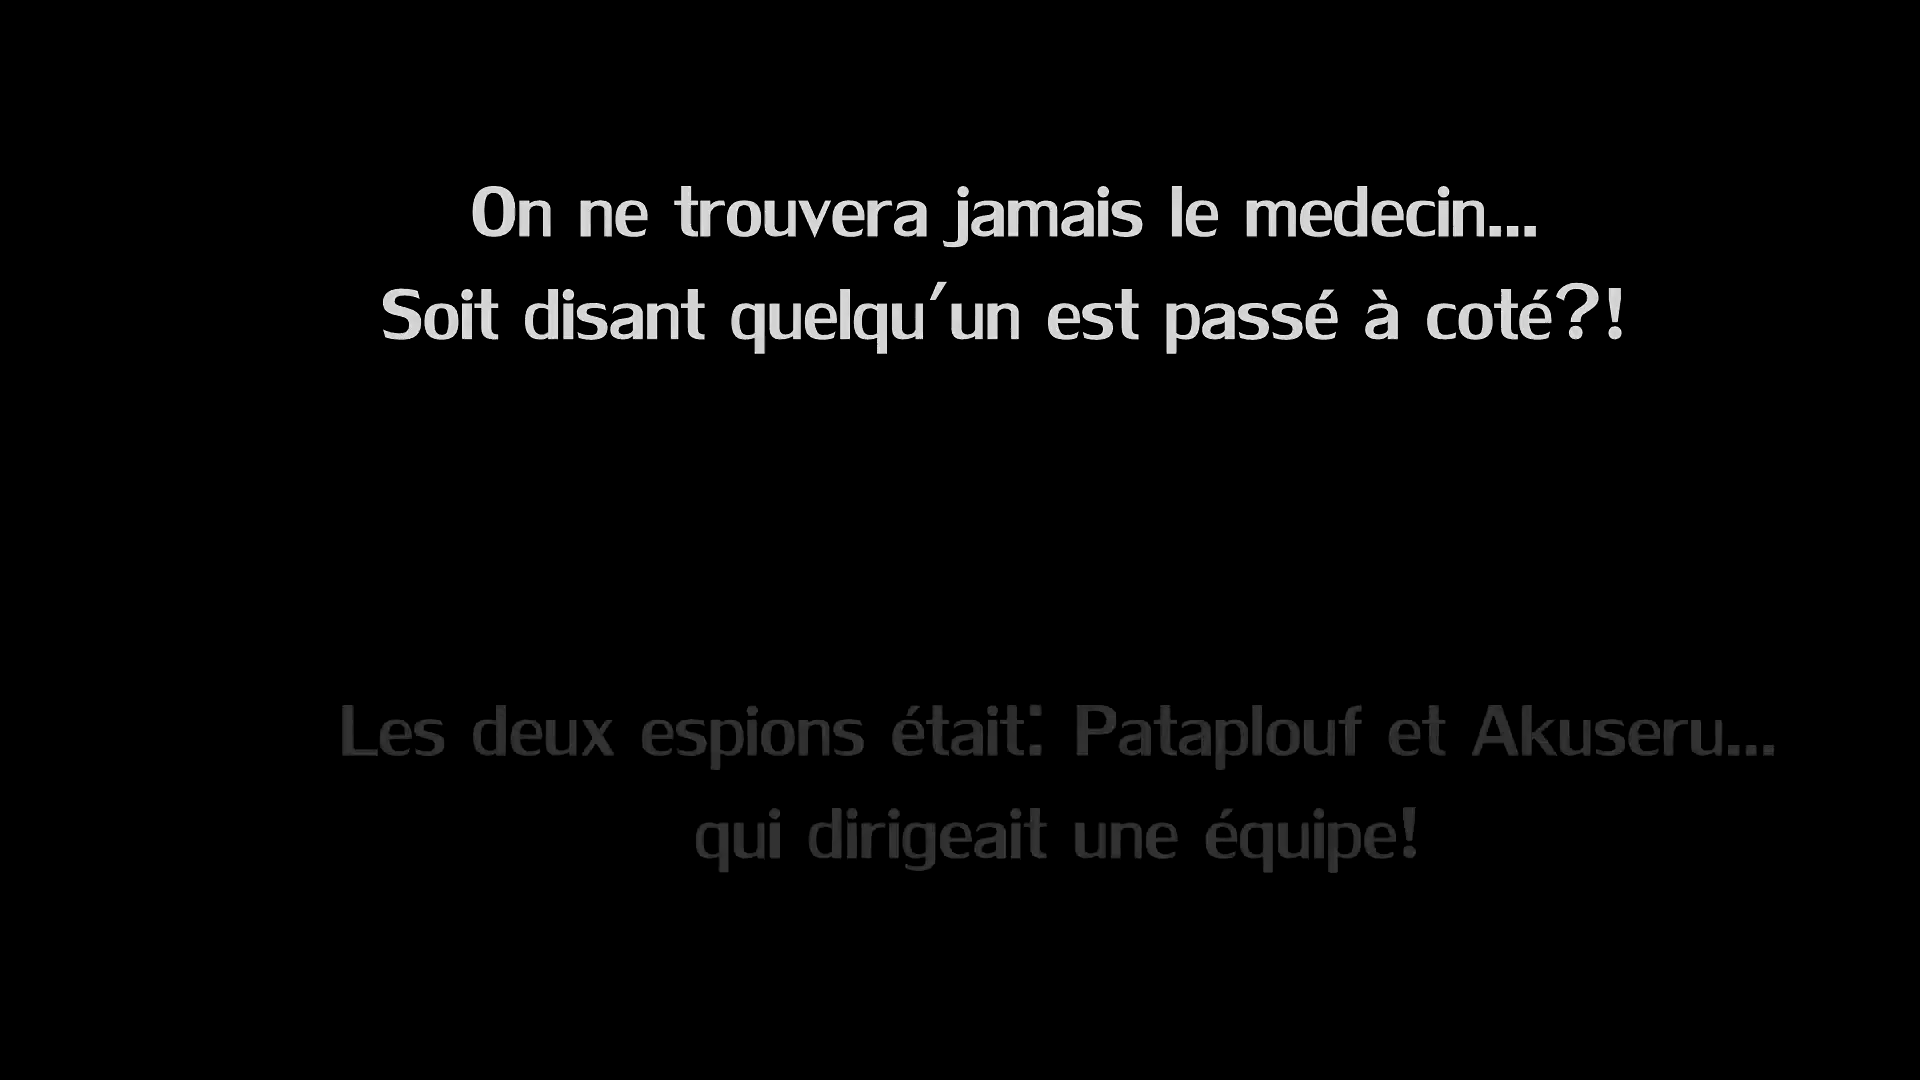 On ne trouvera jamais le medecin...
Soit disant quelqu'un est passé à coté?!
Les deux espions était: Pataplouf et Akuseru...
qui dirigeait une équipe!